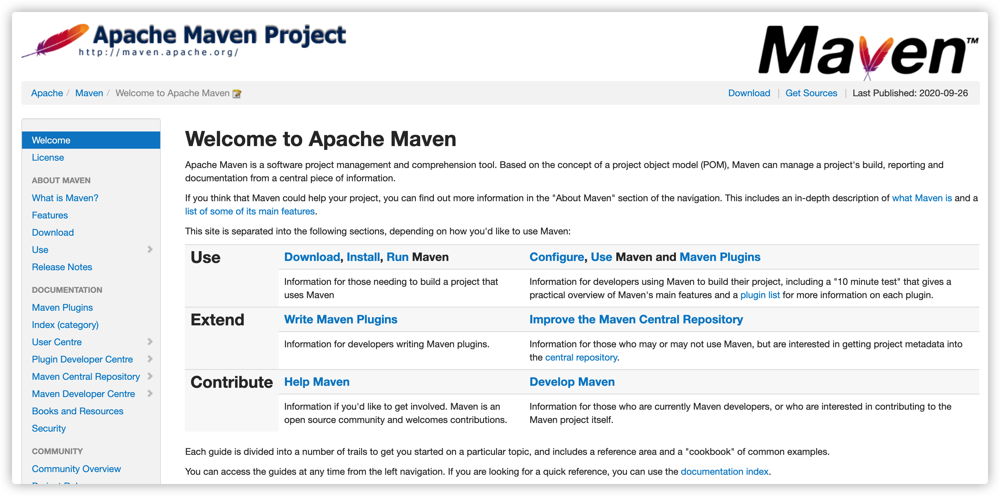 Apache Maven Project
http://maven.apache.org/
Maven™
Apache / Maven / Welcome to Apache Maven
Download | Get Sources | Last Published: 2020-09-26
Welcome
License
ABOUT MAVEN
What is Maven?
Features
Download
Use
Release Notes
DOCUMENTATION
Maven Plugins
Index (category)
User Centre
Plugin Developer Centre
Maven Central Repository
Maven Developer Centre
Books and Resources
Security
COMMUNITY
Community Overview
Welcome to Apache Maven
Apache Maven is a software project management and comprehension tool. Based on the concept of a project object model (POM), Maven can manage a project's build, reporting and
documentation from a central piece of information.
If you think that Maven could help your project, you can find out more information in the "About Maven" section of the navigation. This includes an in-depth description of what Maven is and a
list of some of its main features.
This site is separated into the following sections, depending on how you'd like to use Maven:
Use
Download, Install, Run Maven
Configure, Use Maven and Maven Plugins
Information for those needing to build a project that
uses Maven
Information for developers using Maven to build their project, including a "10 minute test" that gives a
practical overview of Maven's main features and a plugin list for more information on each plugin.
Extend
Write Maven Plugins
Improve the Maven Central Repository
Information for developers writing Maven plugins.
Information for those who may or may not use Maven, but are interested in getting project metadata into
the central repository.
Contribute
Help Maven
Develop Maven
Information if you'd like to get involved. Maven is an
open source community and welcomes contributions.
Information for those who are currently Maven developers, or who are interested in contributing to the
Maven project itself.
Each guide is divided into a number of trails to get you started on a particular topic, and includes a reference area and a "cookbook" of common examples.
You can access the guides at any time from the left navigation. If you are looking for a quick reference, you can use the documentation index.